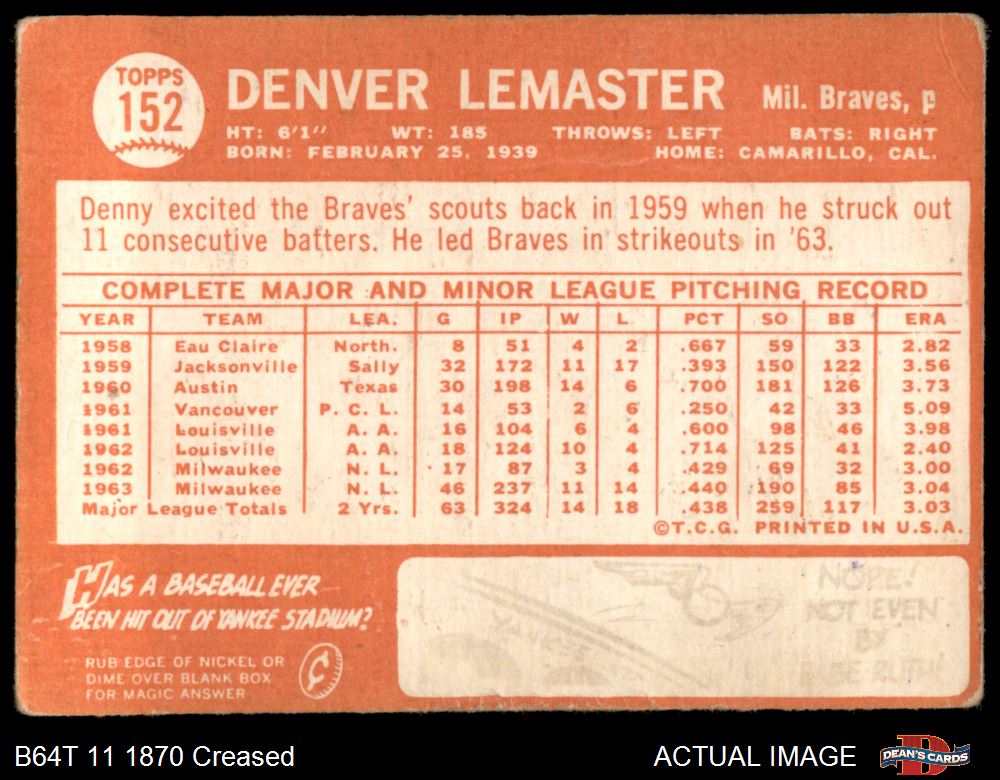 TOPPS
152
DENVER LEMASTER Mil. Braves, p
HT: 6'1" WT: 185 THROWS: LEFT BATS: RIGHT
BORN: FEBRUARY 25, 1939 HOME: CAMARILLO, CAL.
Denny excited the Braves' scouts back in 1959 when he struck out
11 consecutive batters. He led Braves in strikeouts in '63.
COMPLETE MAJOR AND MINOR LEAGUE PITCHING RECORD
YEAR TEAM LEA. G IP W L PCT SO BB ERA
1958 Eau Claire North. 8 51 4 2 .667 59 33 2.82
1959 Jacksonville Sally 32 172 11 17 .393 150 122 3.56
1960 Austin Texas 30 198 14 6 .700 181 126 3.73
1961 Vancouver P. C. L. 14 53 2 6 .250 42 33 5.09
1961 Louisville A. A. 16 104 6 4 .600 98 46 3.98
1962 Louisville A. A. 18 124 10 4 .714 125 41 2.40
1962 Milwaukee N. L. 17 87 3 4 .429 69 32 3.00
1963 Milwaukee N. L. 46 237 11 14 .440 190 85 3.04
Major League Totals 2 Yrs. 63 324 14 18 .438 259 117 3.03
©T.C.G. PRINTED IN U.S.A.
HAS A BASEBALL EVER
BEEN HIT OUT OF YANKEE STADIUM?
RUB EDGE OF NICKEL OR
DIME OVER BLANK BOX
FOR MAGIC ANSWER
NOPE!
NOT EVEN
BY
BABE RUTH!
B64T 11 1870 Creased ACTUAL IMAGE DEAN'S CARDS